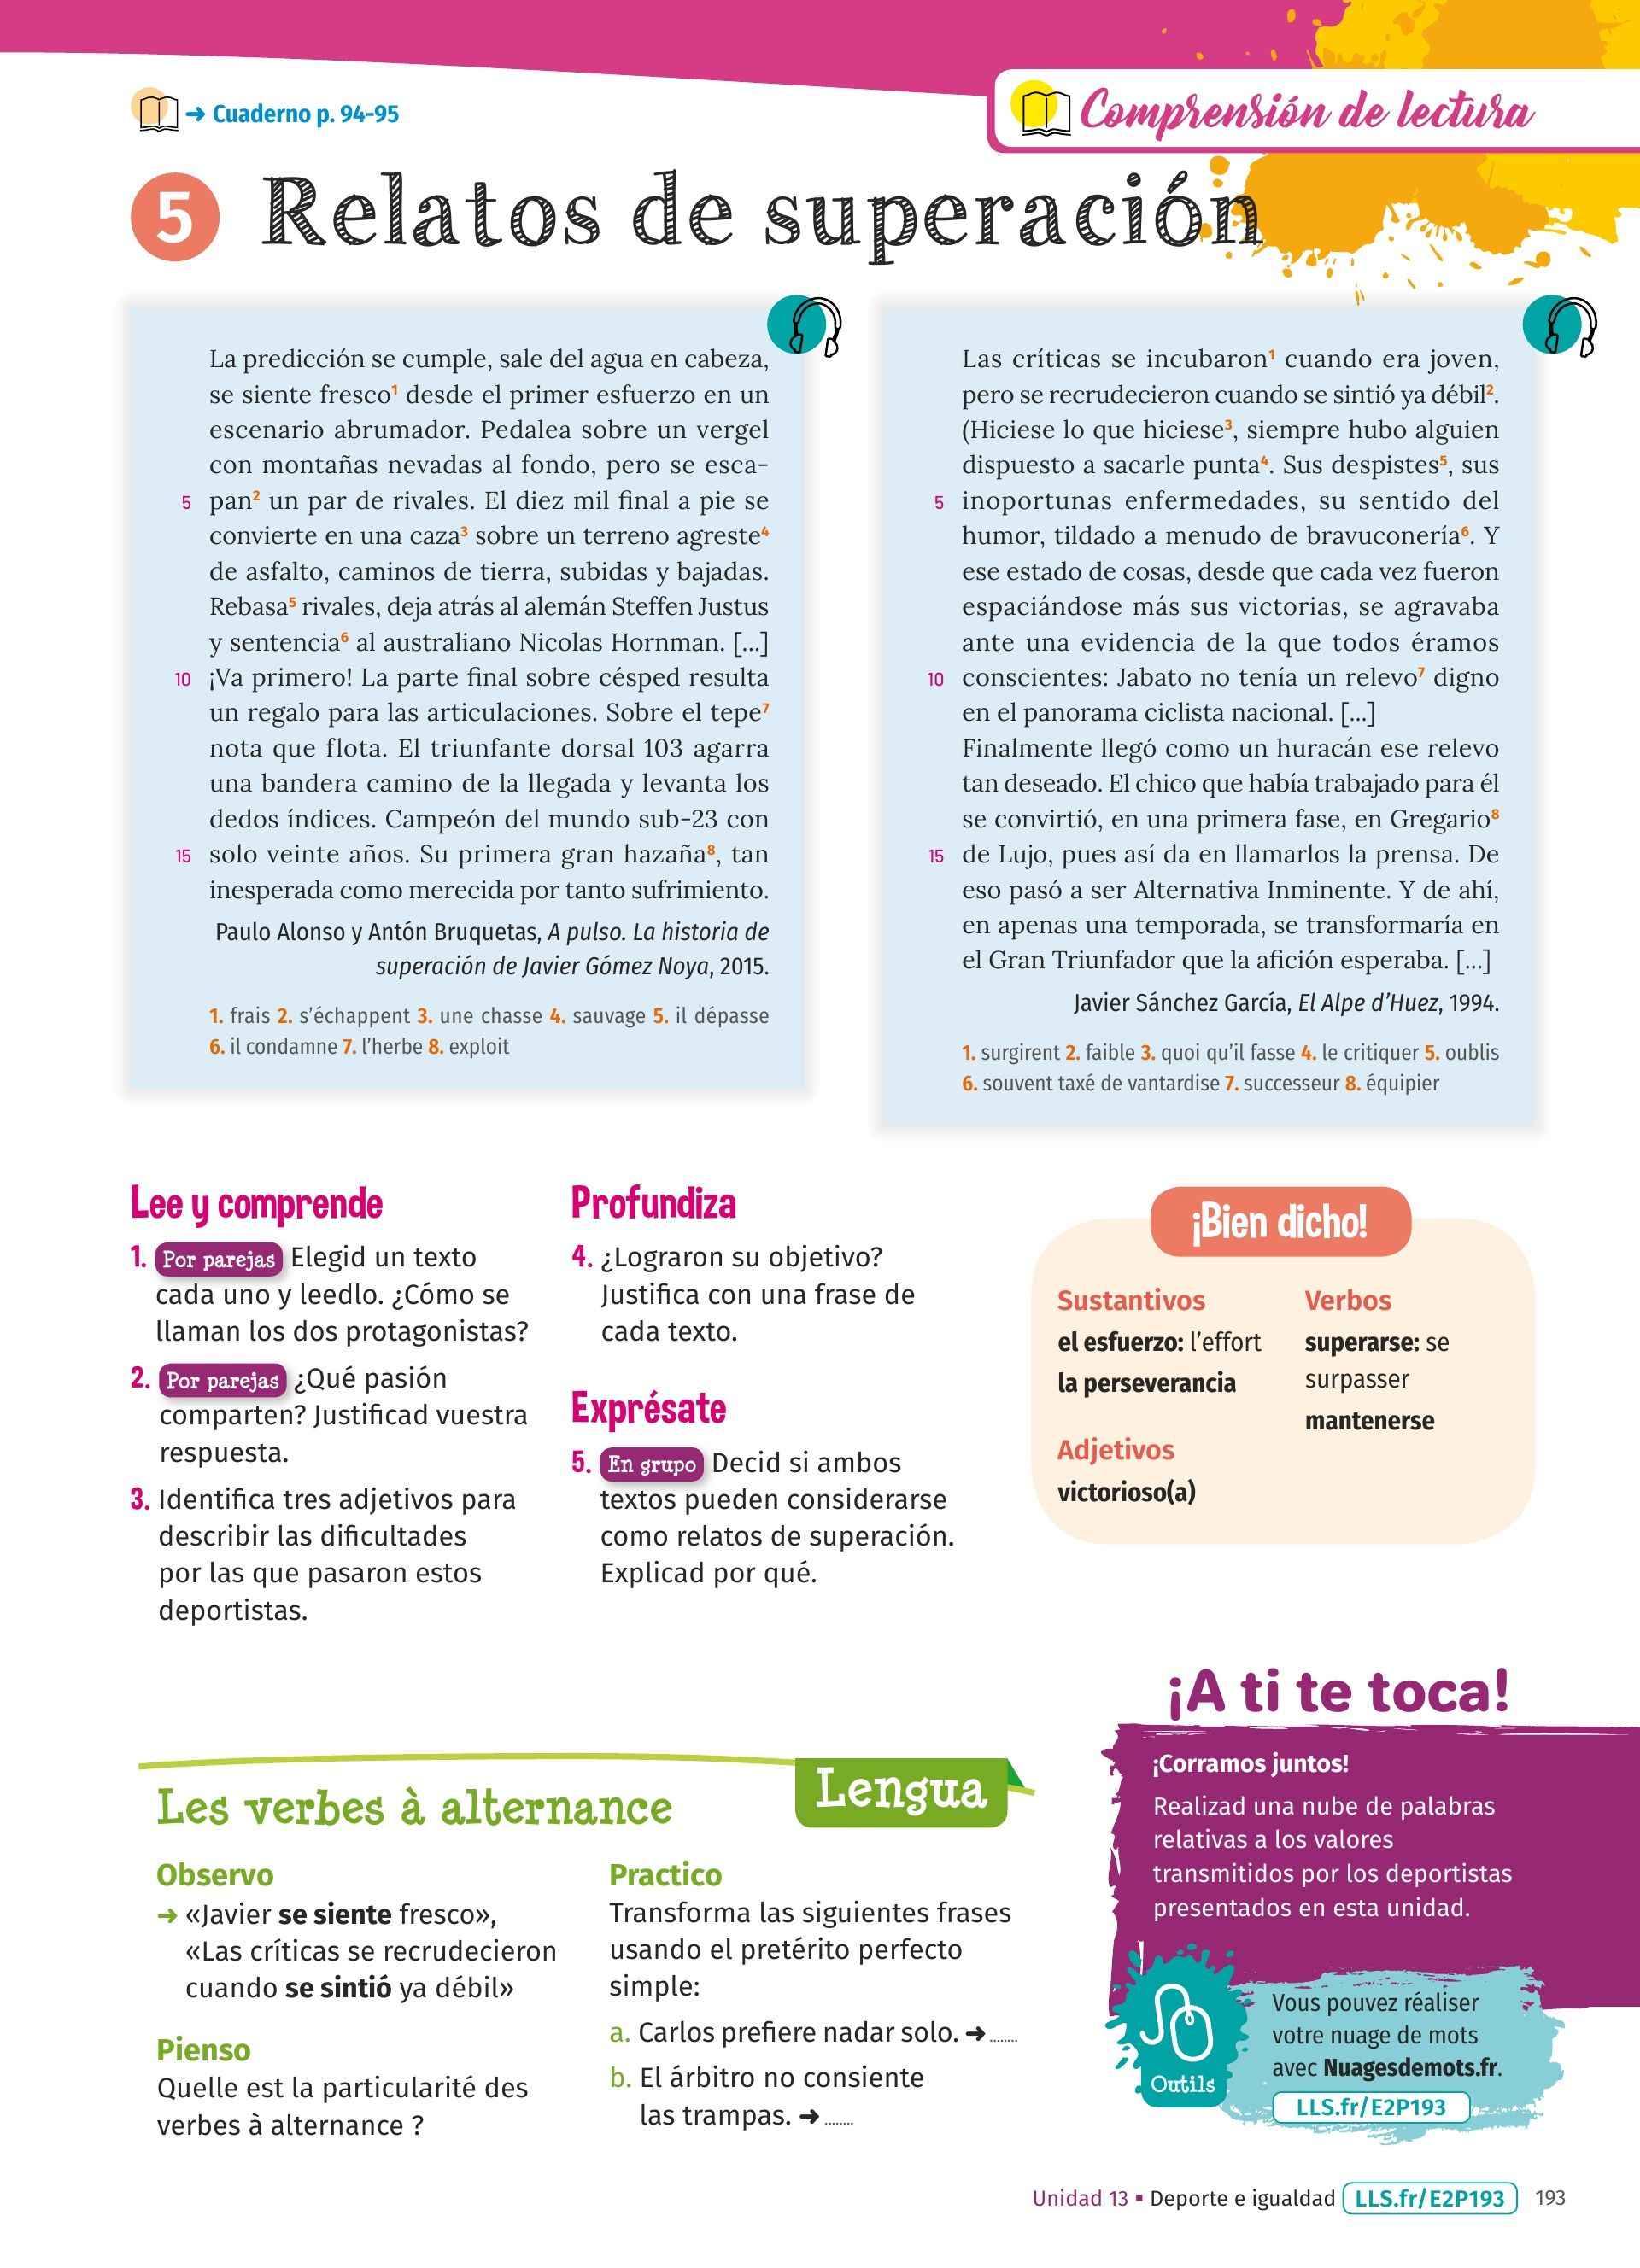 → Cuaderno p. 94-95
Comprensión de lectura
5 Relatos de superación
La predicción se cumple, sale del agua en cabeza,
se siente fresco¹ desde el primer esfuerzo en un
escenario abrumador. Pedalea sobre un vergel
con montañas nevadas al fondo, pero se esca-
5 pan² un par de rivales. El diez mil final a pie se
convierte en una caza³ sobre un terreno agreste⁴
de asfalto, caminos de tierra, subidas y bajadas.
Rebasa⁵ rivales, deja atrás al alemán Steffen Justus
y sentencia⁶ al australiano Nicolas Hornman. [...]
10 ¡Va primero! La parte final sobre césped resulta
un regalo para las articulaciones. Sobre el tepe⁷
nota que flota. El triunfante dorsal 103 agarra
una bandera camino de la llegada y levanta los
dedos índices. Campeón del mundo sub-23 con
15 solo veinte años. Su primera gran hazaña⁸, tan
inesperada como merecida por tanto sufrimiento.
Paulo Alonso y Antón Bruquetas, A pulso. La historia de
superación de Javier Gómez Noya, 2015.
1. frais 2. s'échappent 3. une chasse 4. sauvage 5. il dépasse
6. il condamne 7. l'herbe 8. exploit
Las críticas se incubaron¹ cuando era joven,
pero se recrudecieron cuando se sintió ya débil².
(Hiciese lo que hiciese³, siempre hubo alguien
dispuesto a sacarle punta⁴. Sus despistes⁵, sus
5 inoportunas enfermedades, su sentido del
humor, tildado a menudo de bravuconería⁶. Y
ese estado de cosas, desde que cada vez fueron
espaciándose más sus victorias, se agravaba
ante una evidencia de la que todos éramos
10 conscientes: Jabato no tenía un relevo⁷ digno
en el panorama ciclista nacional. [...]
Finalmente llegó como un huracán ese relevo
tan deseado. El chico que había trabajado para él
se convirtió, en una primera fase, en Gregario⁸
15 de Lujo, pues así da en llamarlos la prensa. De
eso pasó a ser Alternativa Inminente. Y de ahí,
en apenas una temporada, se transformaría en
el Gran Triunfador que la afición esperaba. [...]
Javier Sánchez García, El Alpe d'Huez, 1994.
1. surgirent 2. faible 3. quoi qu'il fasse 4. le critiquer 5. oublis
6. souvent taxé de vantardise 7. successeur 8. équipier
Lee y comprende
1. Por parejas Elegid un texto
cada uno y leedlo. ¿Cómo se
llaman los dos protagonistas?
2. Por parejas ¿Qué pasión
comparten? Justificad vuestra
respuesta.
3. Identifica tres adjetivos para
describir las dificultades
por las que pasaron estos
deportistas.
Profundiza
4. ¿Lograron su objetivo?
Justifica con una frase de
cada texto.
Exprésate
5. En grupo Decid si ambos
textos pueden considerarse
como relatos de superación.
Explicad por qué.
¡Bien dicho!
Sustantivos
el esfuerzo: l'effort
la perseverancia
Adjetivos
victorioso(a)
Verbos
superarse: se
surpasser
mantenerse
Lengua
Les verbes à alternance
Observo
→ «Javier se siente fresco»,
«Las críticas se recrudecieron
cuando se sintió ya débil»
Pienso
Quelle est la particularité des
verbes à alternance ?
Practico
Transforma las siguientes frases
usando el pretérito perfecto
simple:
a. Carlos prefiere nadar solo. → ........
b. El árbitro no consiente
las trampas. → ........
¡A ti te toca!
¡Corramos juntos!
Realizad una nube de palabras
relativas a los valores
transmitidos por los deportistas
presentados en esta unidad.
Outils
Vous pouvez réaliser
votre nuage de mots
avec Nuagesdemots.fr.
LLS.fr/E2P193
Unidad 13 ▪ Deporte e igualdad LLS.fr/E2P193 193